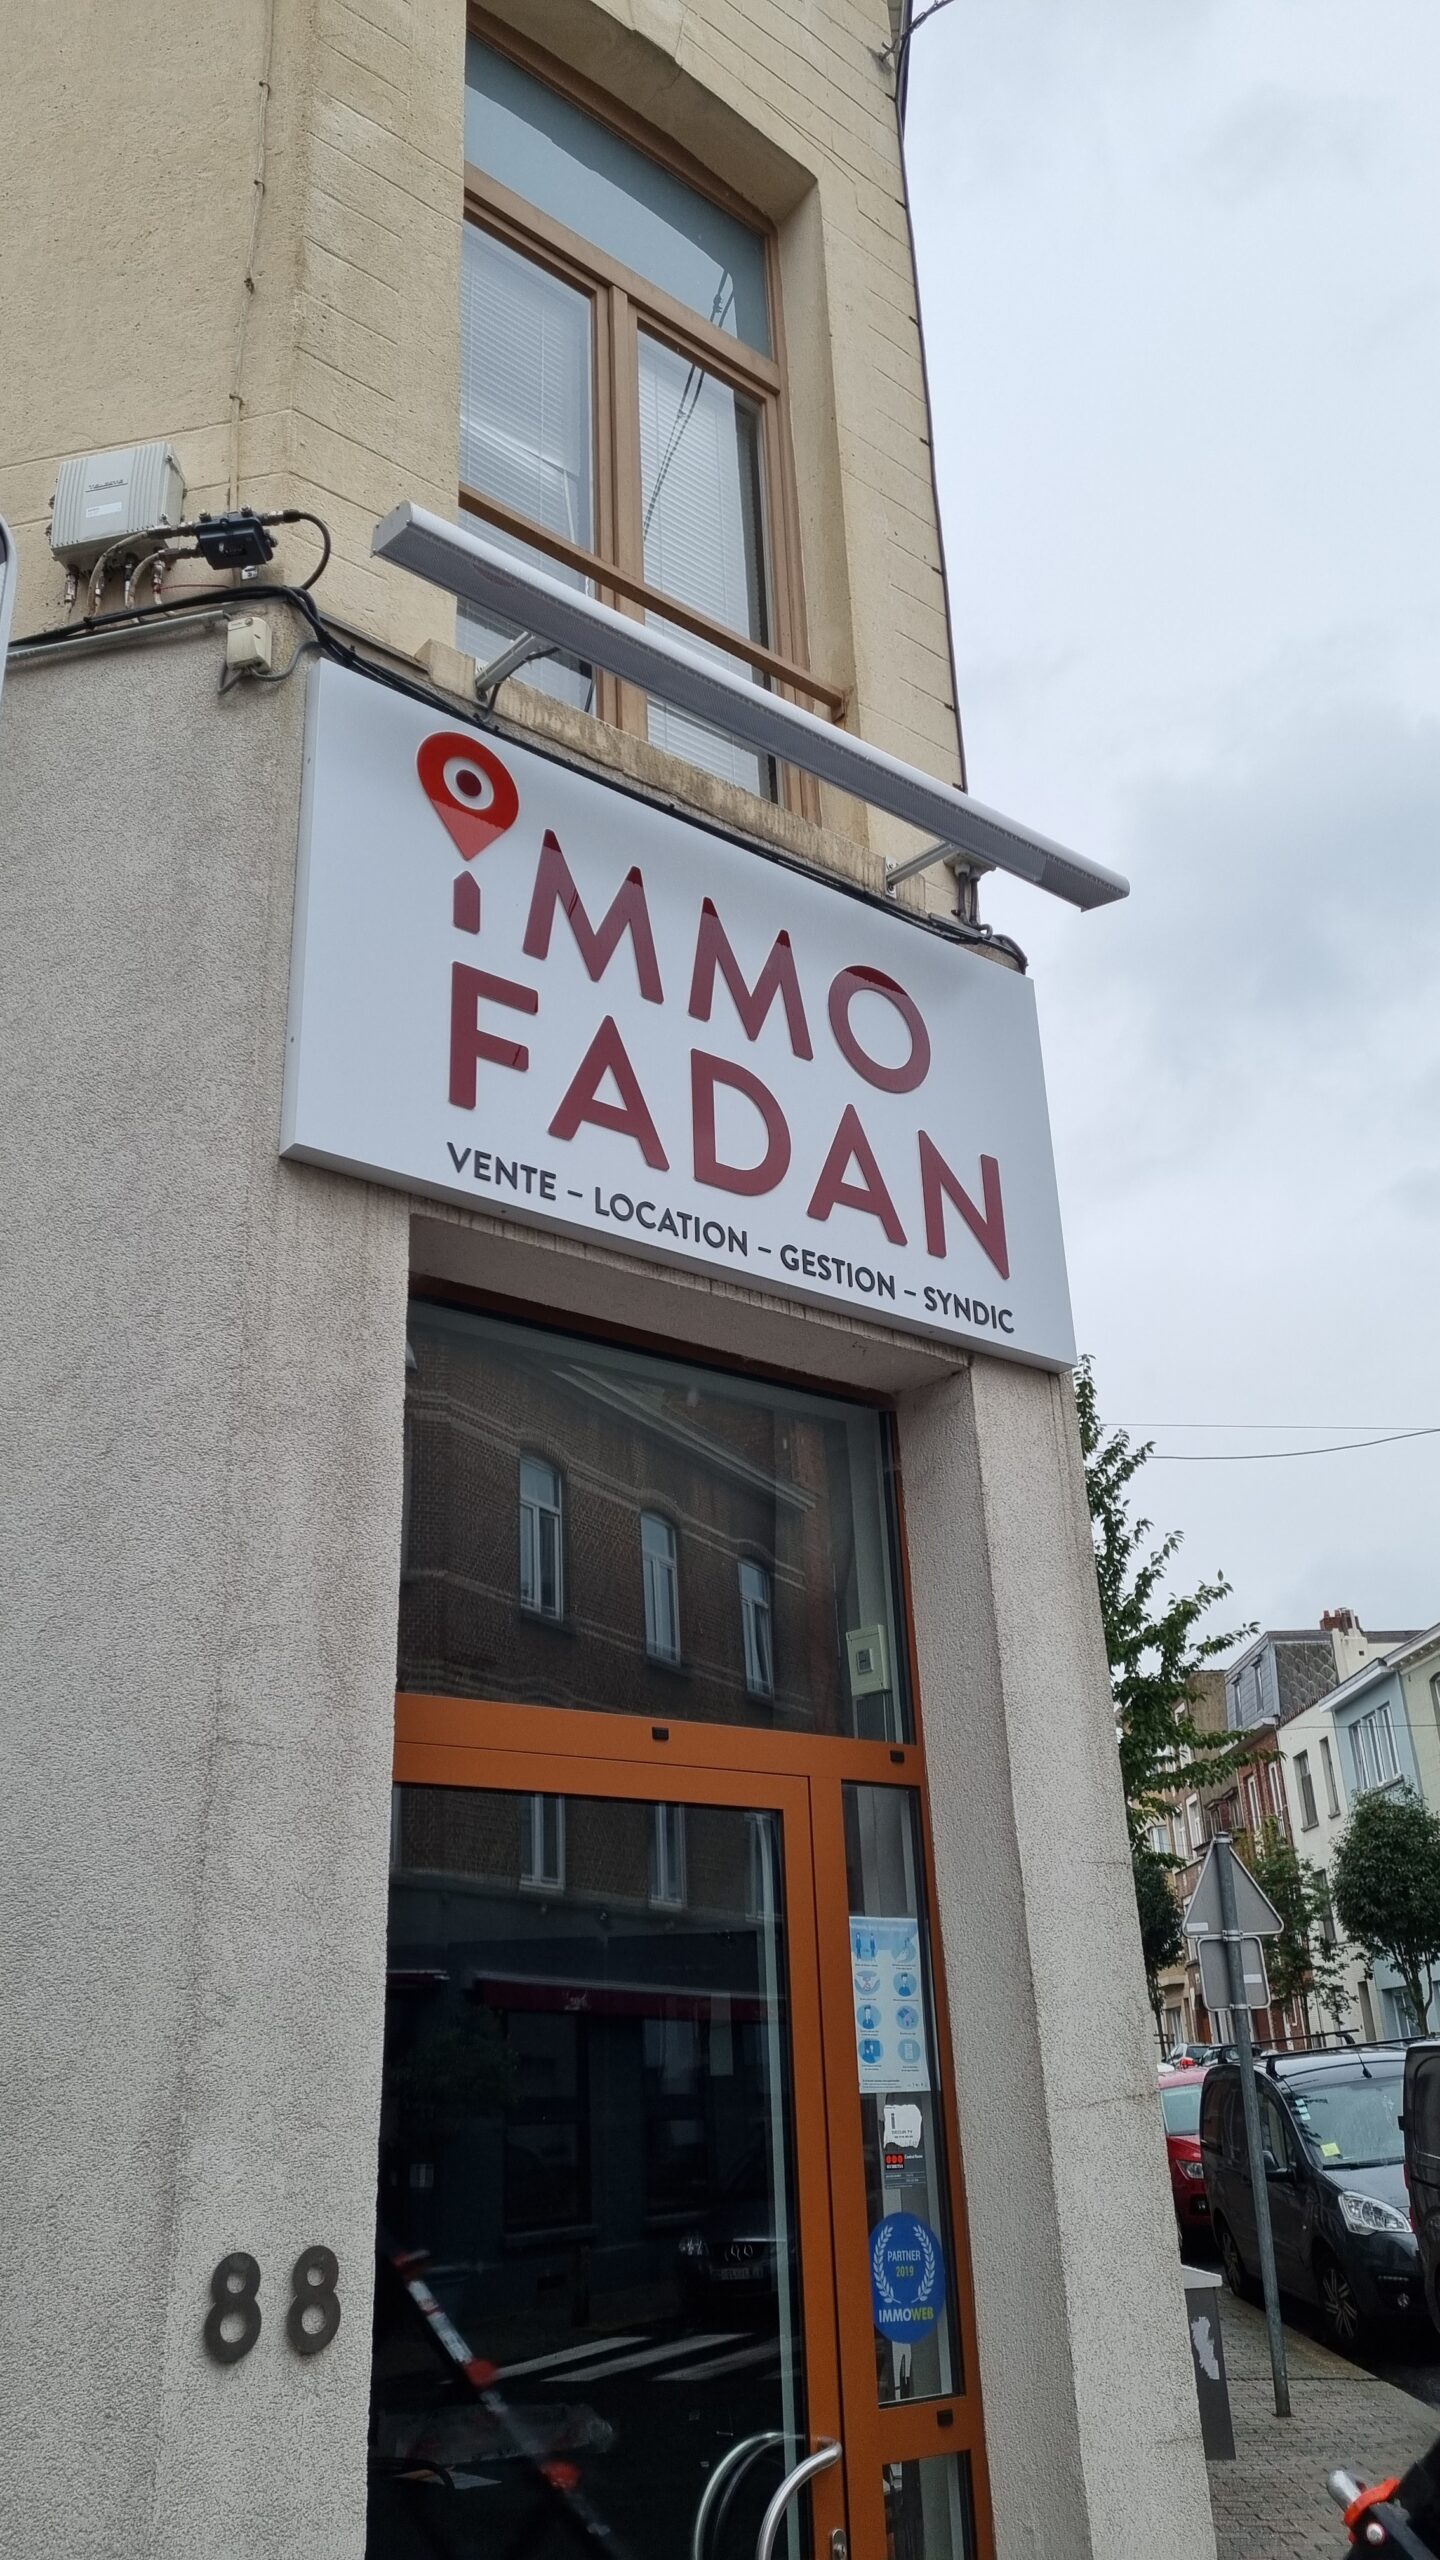 IMMO
FADAN
VENTE – LOCATION – GESTION – SYNDIC
88
PARTNER
2019
IMMOWEB